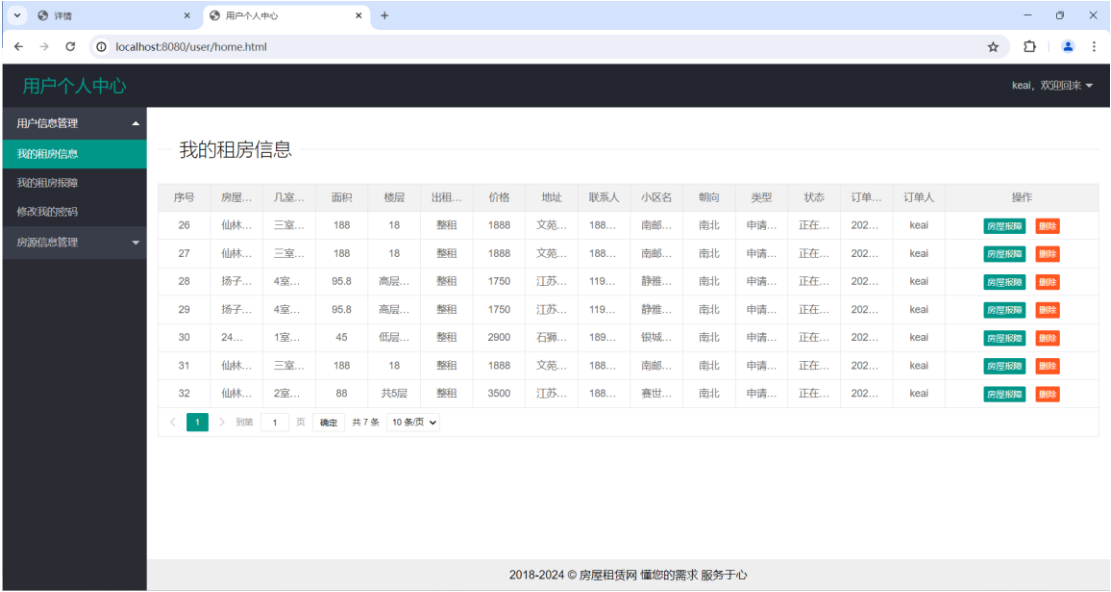 详情 用户个人中心
localhost:8080/user/home.html
用户个人中心 keai，欢迎回来
用户信息管理
我的租房信息
我的租房报障
修改我的密码
房源信息管理
我的租房信息
序号 房屋... 几室... 面积 楼层 出租... 价格 地址 联系人 小区名 朝向 类型 状态 订单... 订单人 操作
26 仙林... 三室... 188 18 整租 1888 文苑... 188... 南邮... 南北 申请... 正在... 202... keai 房屋报障 删除
27 仙林... 三室... 188 18 整租 1888 文苑... 188... 南邮... 南北 申请... 正在... 202... keai 房屋报障 删除
28 扬子... 4室... 95.8 高层... 整租 1750 江苏... 119... 静雅... 南北 申请... 正在... 202... keai 房屋报障 删除
29 扬子... 4室... 95.8 高层... 整租 1750 江苏... 119... 静雅... 南北 申请... 正在... 202... keai 房屋报障 删除
30 24... 1室... 45 低层... 整租 2900 石狮... 189... 银城... 南北 申请... 正在... 202... keai 房屋报障 删除
31 仙林... 三室... 188 18 整租 1888 文苑... 188... 南邮... 南北 申请... 正在... 202... keai 房屋报障 删除
32 仙林... 2室... 88 共5层 整租 3500 江苏... 188... 赛世... 南北 申请... 正在... 202... keai 房屋报障 删除
1 到第 1 页 确定 共 7 条 10 条/页
2018-2024 © 房屋租赁网 懂您的需求 服务于心